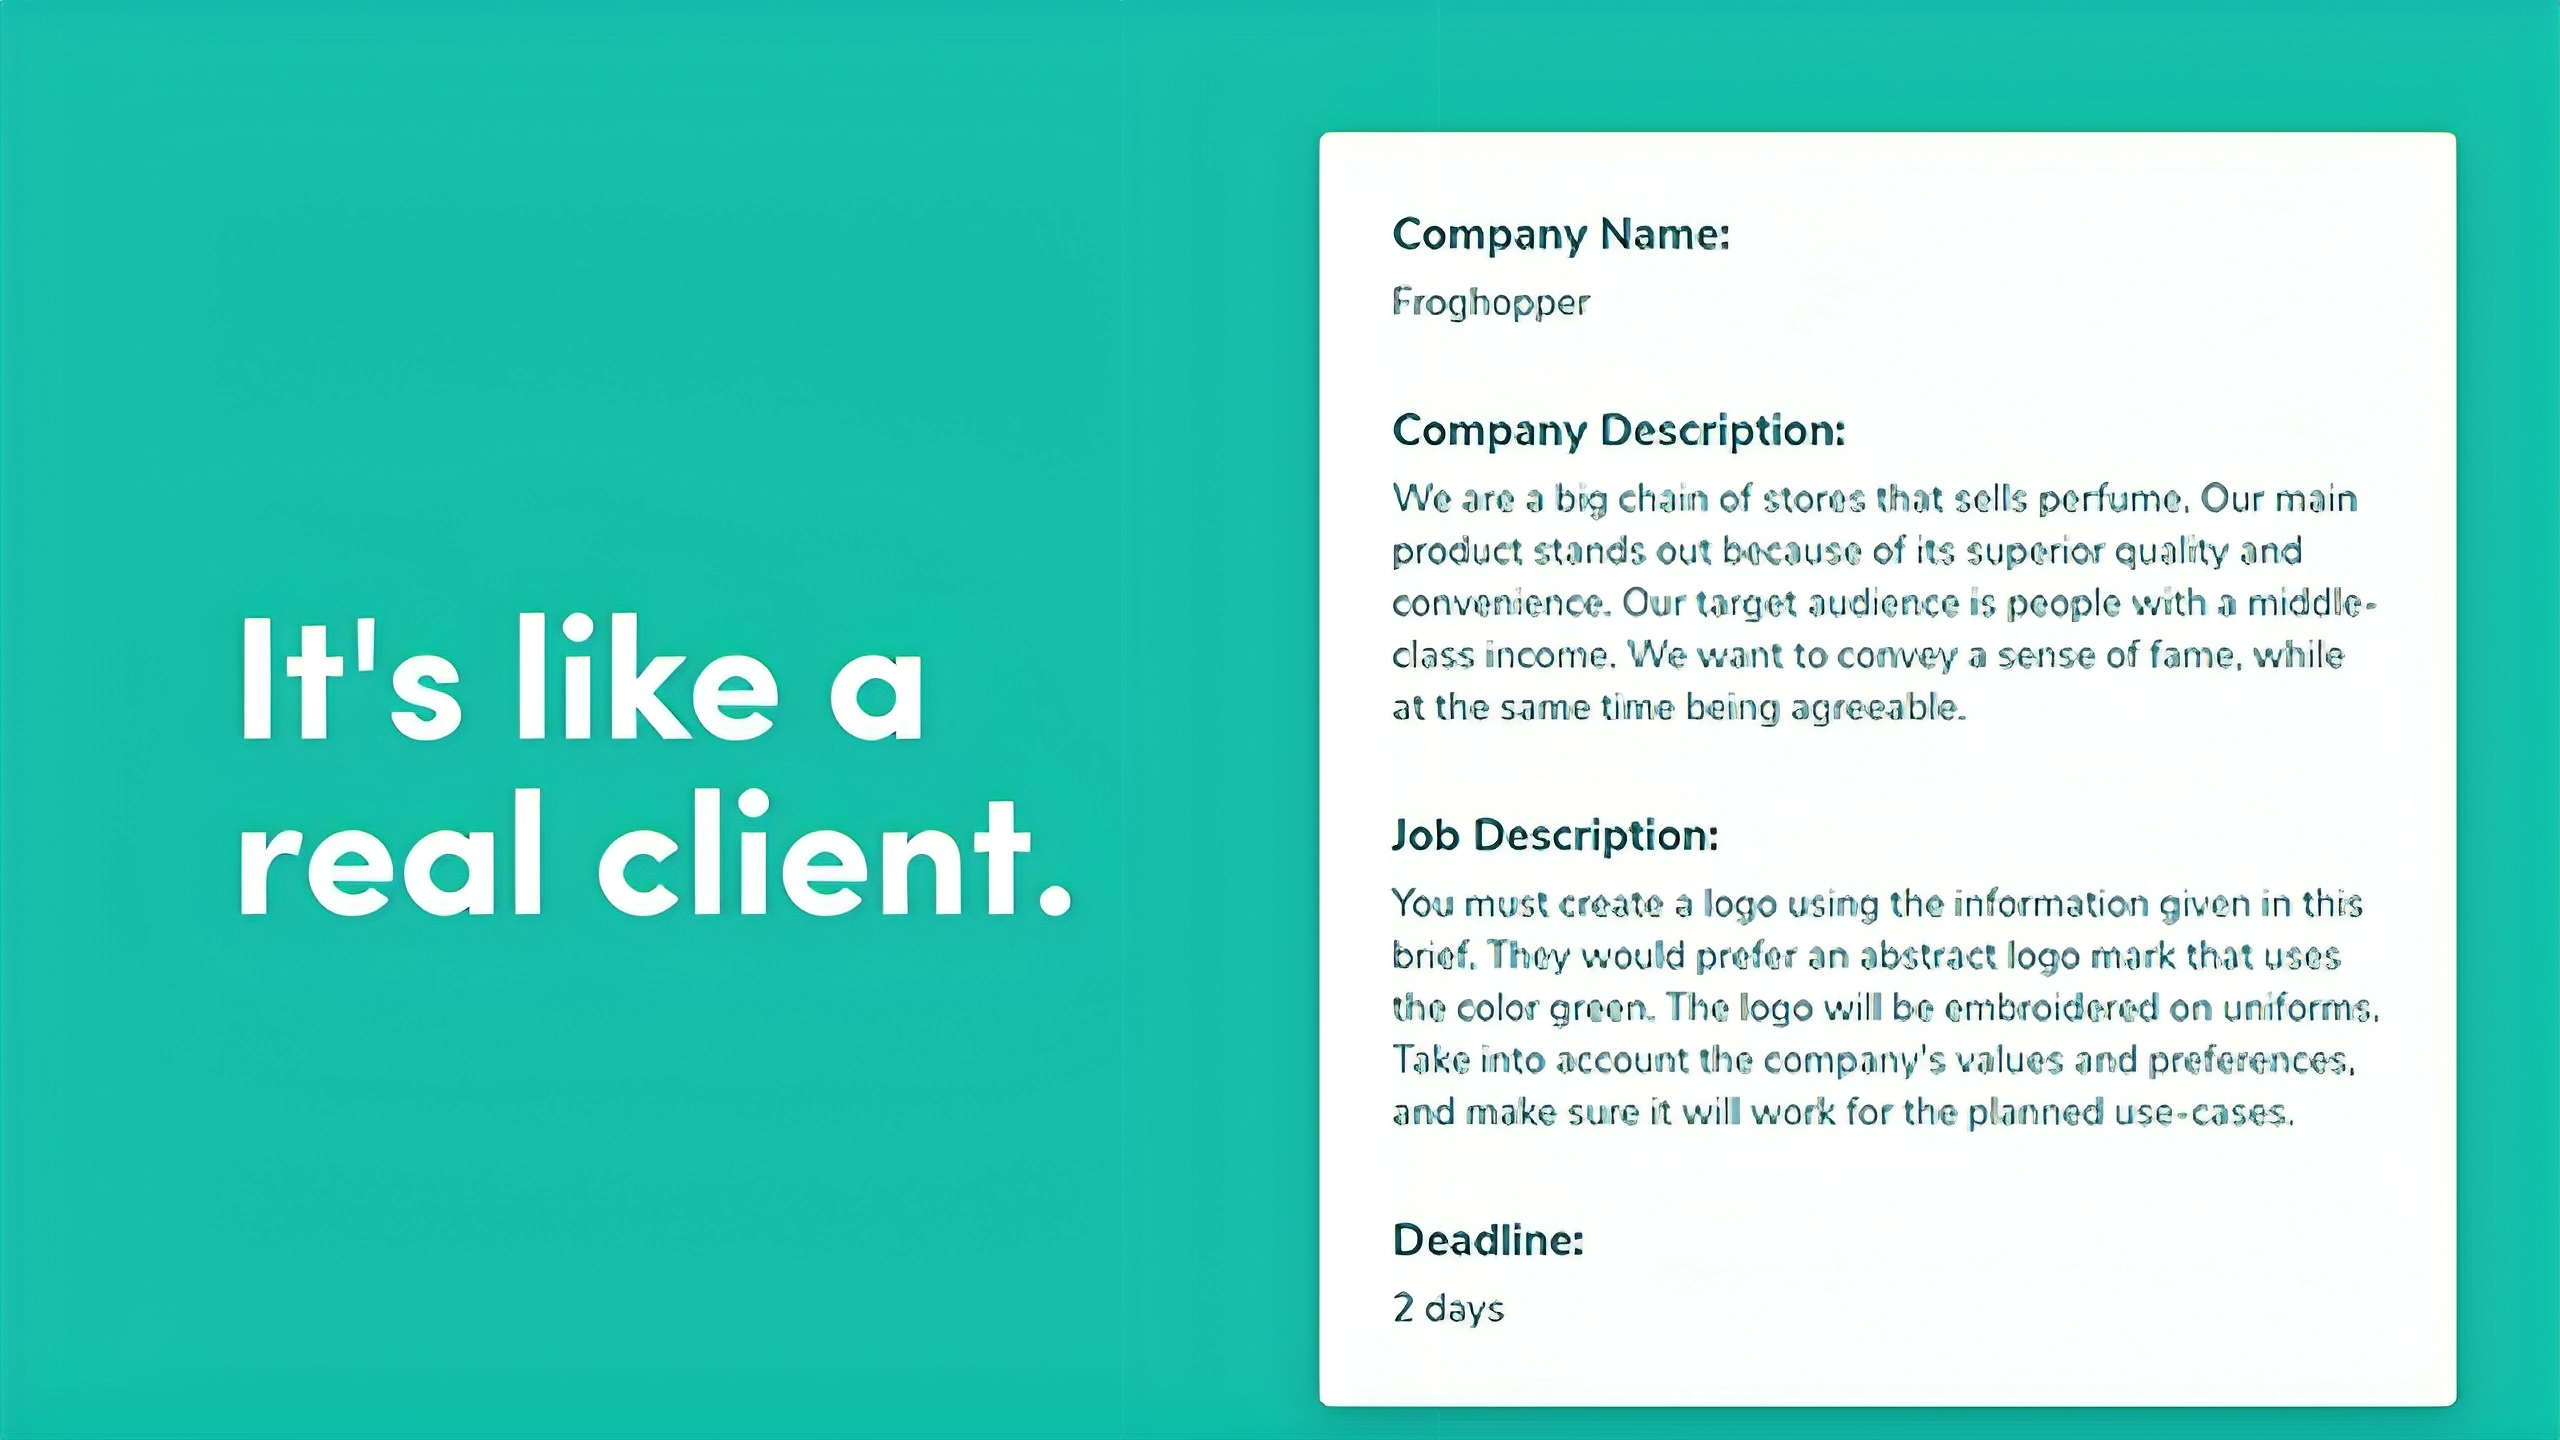 It's like a
real client.
Company Name:
Froghopper
Company Description:
We are a big chain of stores that sells perfume. Our main
product stands out because of its superior quality and
convenience. Our target audience is people with a middle-
class income. We want to convey a sense of fame, while
at the same time being agreeable.
Job Description:
You must create a logo using the information given in this
brief. They would prefer an abstract logo mark that uses
the color green. The logo will be embroidered on uniforms.
Take into account the company's values and preferences,
and make sure it will work for the planned use-cases.
Deadline:
2 days